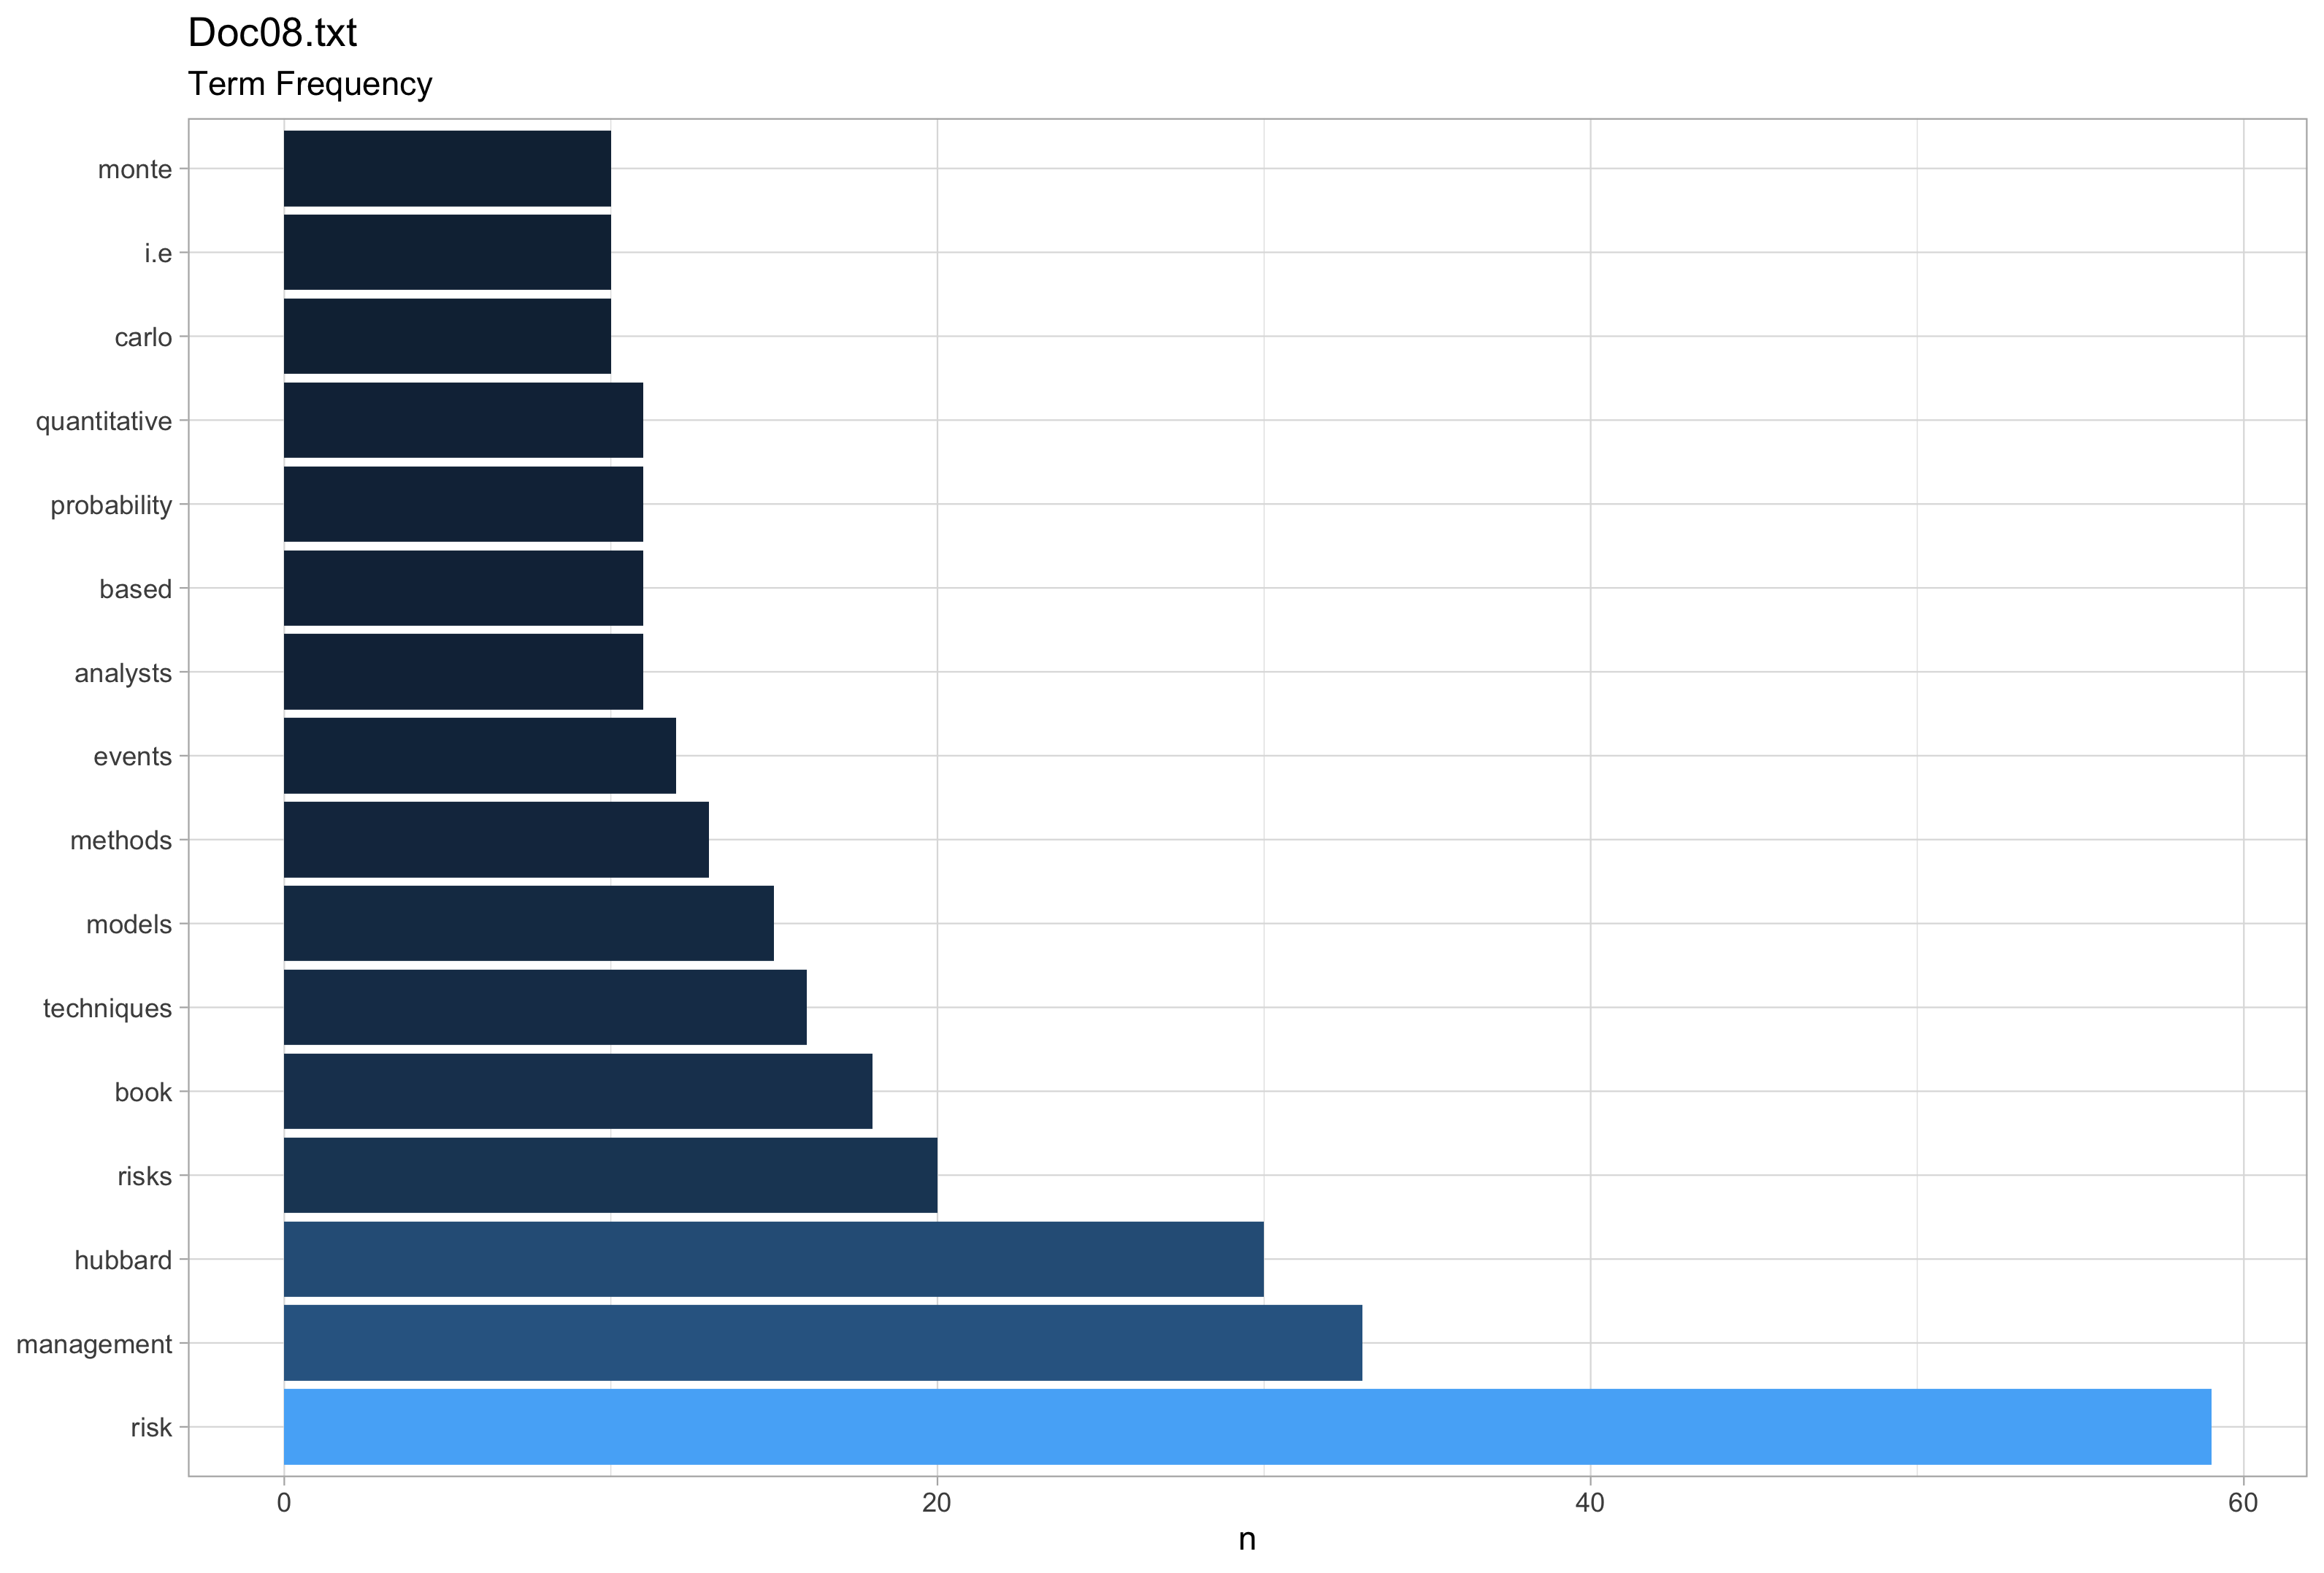 Doc08.txt
Term Frequency
monte
i.e
carlo
quantitative
probability
based
analysts
events
methods
models
techniques
book
risks
hubbard
management
risk
0 20 40 60
n